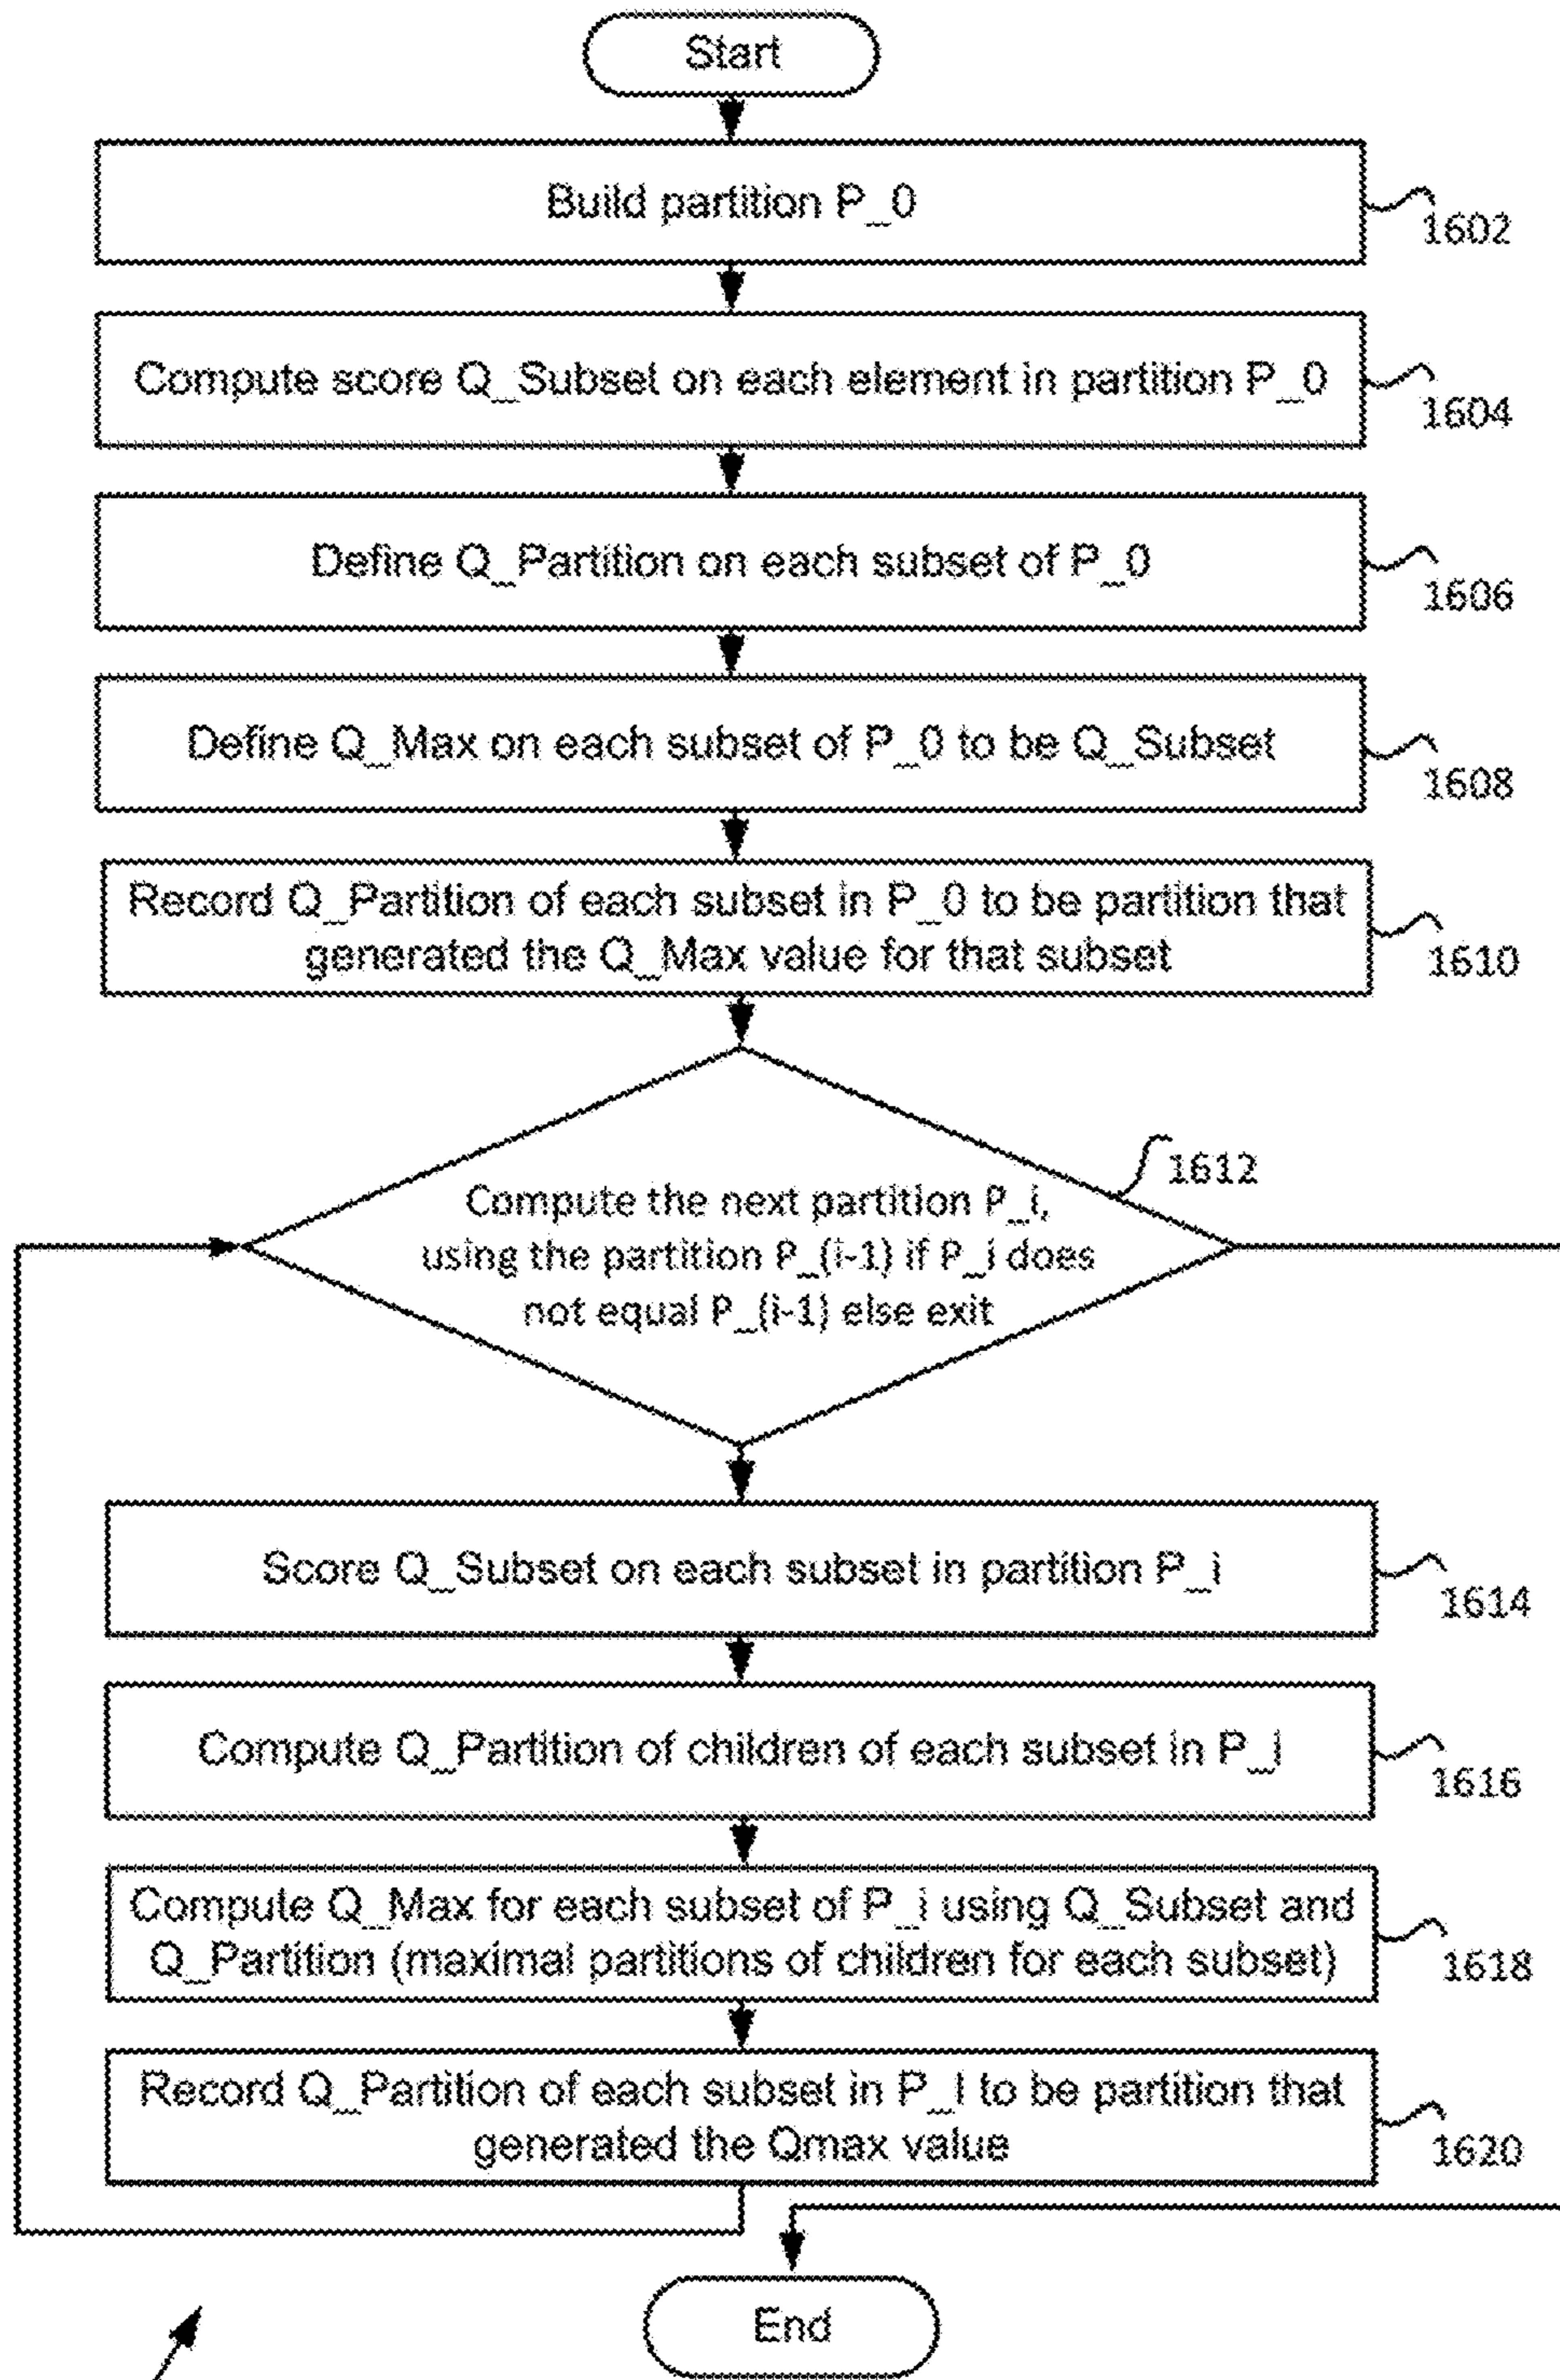 Start
Build partition P_0
1602
Compute score Q_Subset on each element in partition P_0
1604
Define Q_Partition on each subset of P_0
1606
Define Q_Max on each subset of P_0 to be Q_Subset
1608
Record Q_Partition of each subset in P_0 to be partition that
generated the Q_Max value for that subset
1610
1612
Compute the next partition P_i,
using the partition P_(i-1) if P_i does
not equal P_(i-1) else exit
Score Q_Subset on each subset in partition P_i
1614
Compute Q_Partition of children of each subset in P_i
1616
Compute Q_Max for each subset of P_i using Q_Subset and
Q_Partition (maximal partitions of children for each subset)
1618
Record Q_Partition of each subset in P_I to be partition that
generated the Qmax value
1620
End